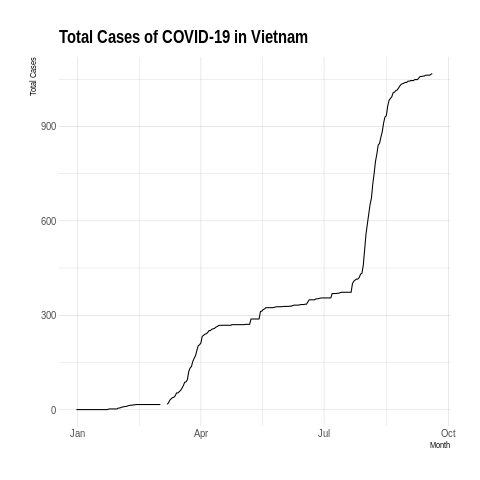 Total Cases of COVID-19 in Vietnam
Total Cases
900
600
300
0
Jan Apr Jul Oct
Month